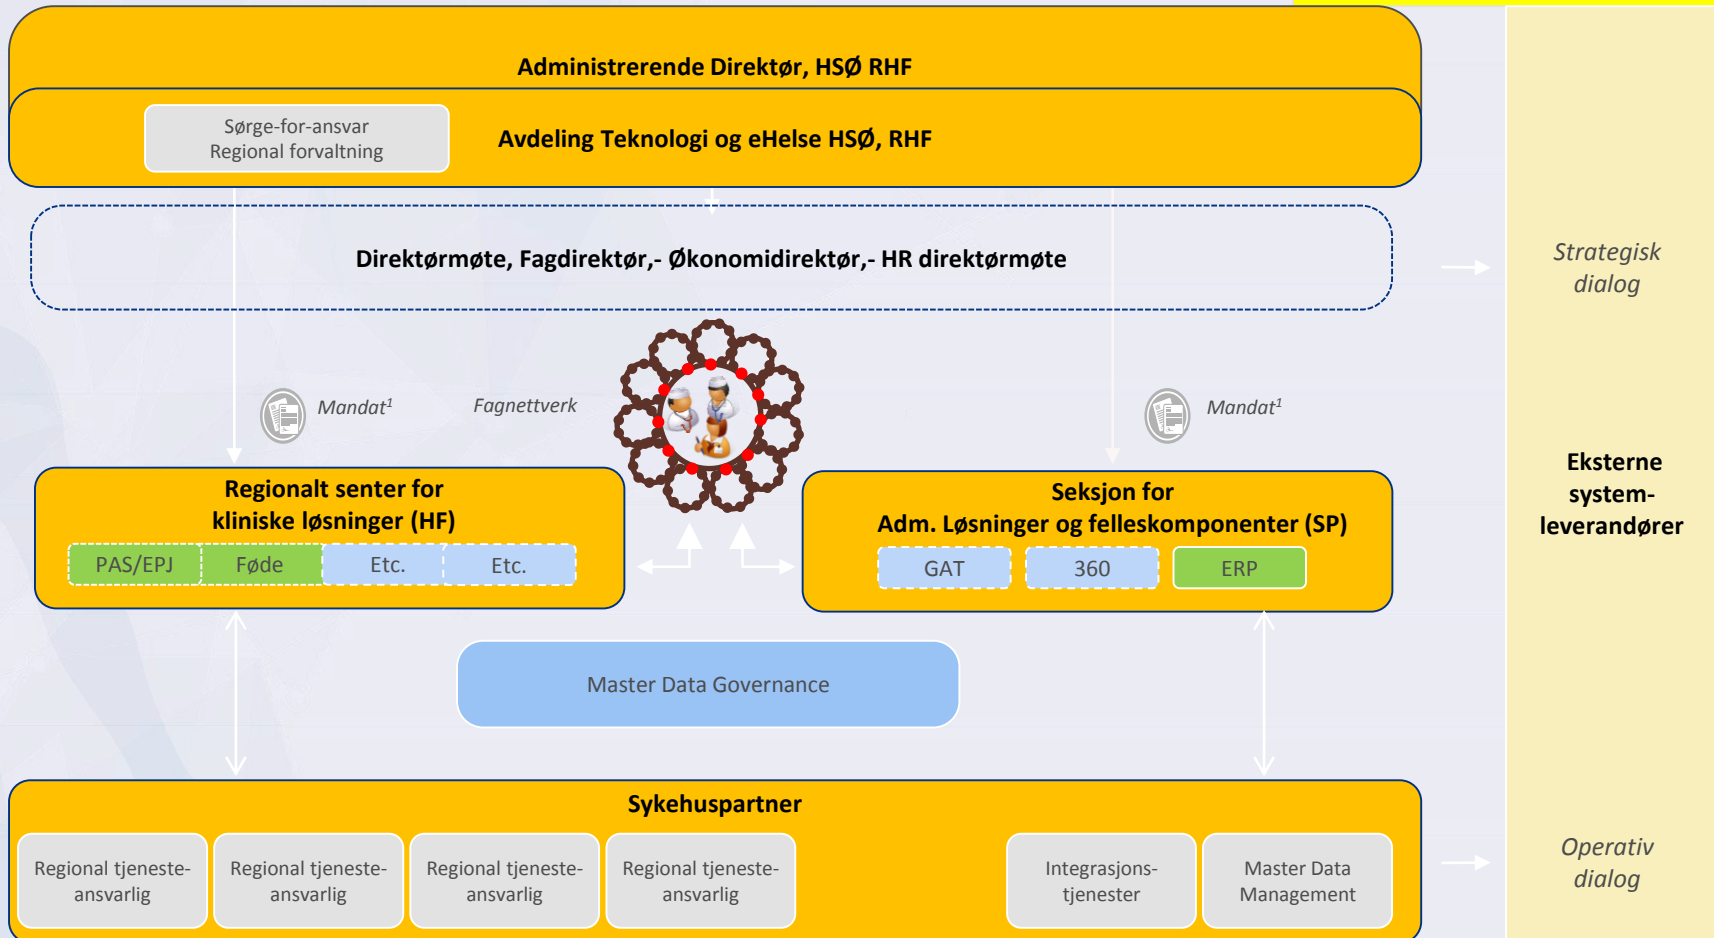 Administrerende Direktør, HSØ RHF
Sørge-for-ansvar
Regional forvaltning
Avdeling Teknologi og eHelse HSØ, RHF
Direktørmøte, Fagdirektør,- Økonomidirektør,- HR direktørmøte
Strategisk
dialog
Mandat¹
Fagnettverk
Mandat¹
Regionalt senter for
kliniske løsninger (HF)
PAS/EPJ
Føde
Etc.
Etc.
Seksjon for
Adm. Løsninger og felleskomponenter (SP)
GAT
360
ERP
Eksterne
system-
leverandører
Master Data Governance
Sykehuspartner
Regional tjeneste-
ansvarlig
Regional tjeneste-
ansvarlig
Regional tjeneste-
ansvarlig
Regional tjeneste-
ansvarlig
Integrasjons-
tjenester
Master Data
Management
Operativ
dialog